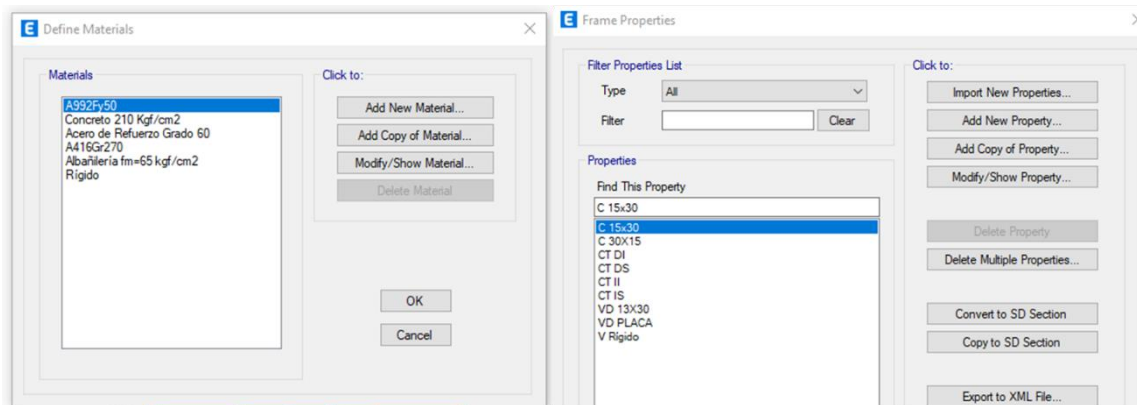 E Define Materials
Materials
A992Fy50
Concreto 210 Kgf/cm2
Acero de Refuerzo Grado 60
A416Gr270
Albañilería fm=65 kgf/cm2
Rígido
Click to:
Add New Material...
Add Copy of Material...
Modify/Show Material...
Delete Material
OK
Cancel
E Frame Properties
Filter Properties List
Type All
Filter Clear
Properties
Find This Property
C 15x30
C 15x30
C 30X15
CT DI
CT DS
CT II
CT IS
VD 13X30
VD PLACA
V Rígido
Click to:
Import New Properties...
Add New Property...
Add Copy of Property...
Modify/Show Property...
Delete Property
Delete Multiple Properties...
Convert to SD Section
Copy to SD Section
Export to XML File...